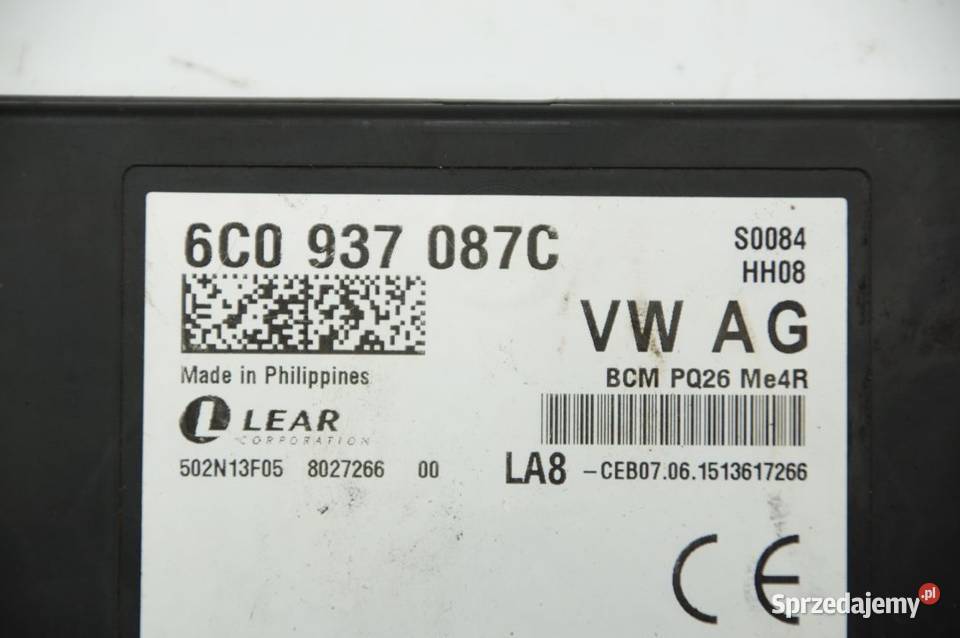 6C0 937 087C
S0084
HH08
VW AG
Made in Philippines
BCM PQ26 Me4R
LEAR
CORPORATION
502N13F05 8027266 00
LA8 -CEB07.06.1513617266
CE
Sprzedajemy.pl